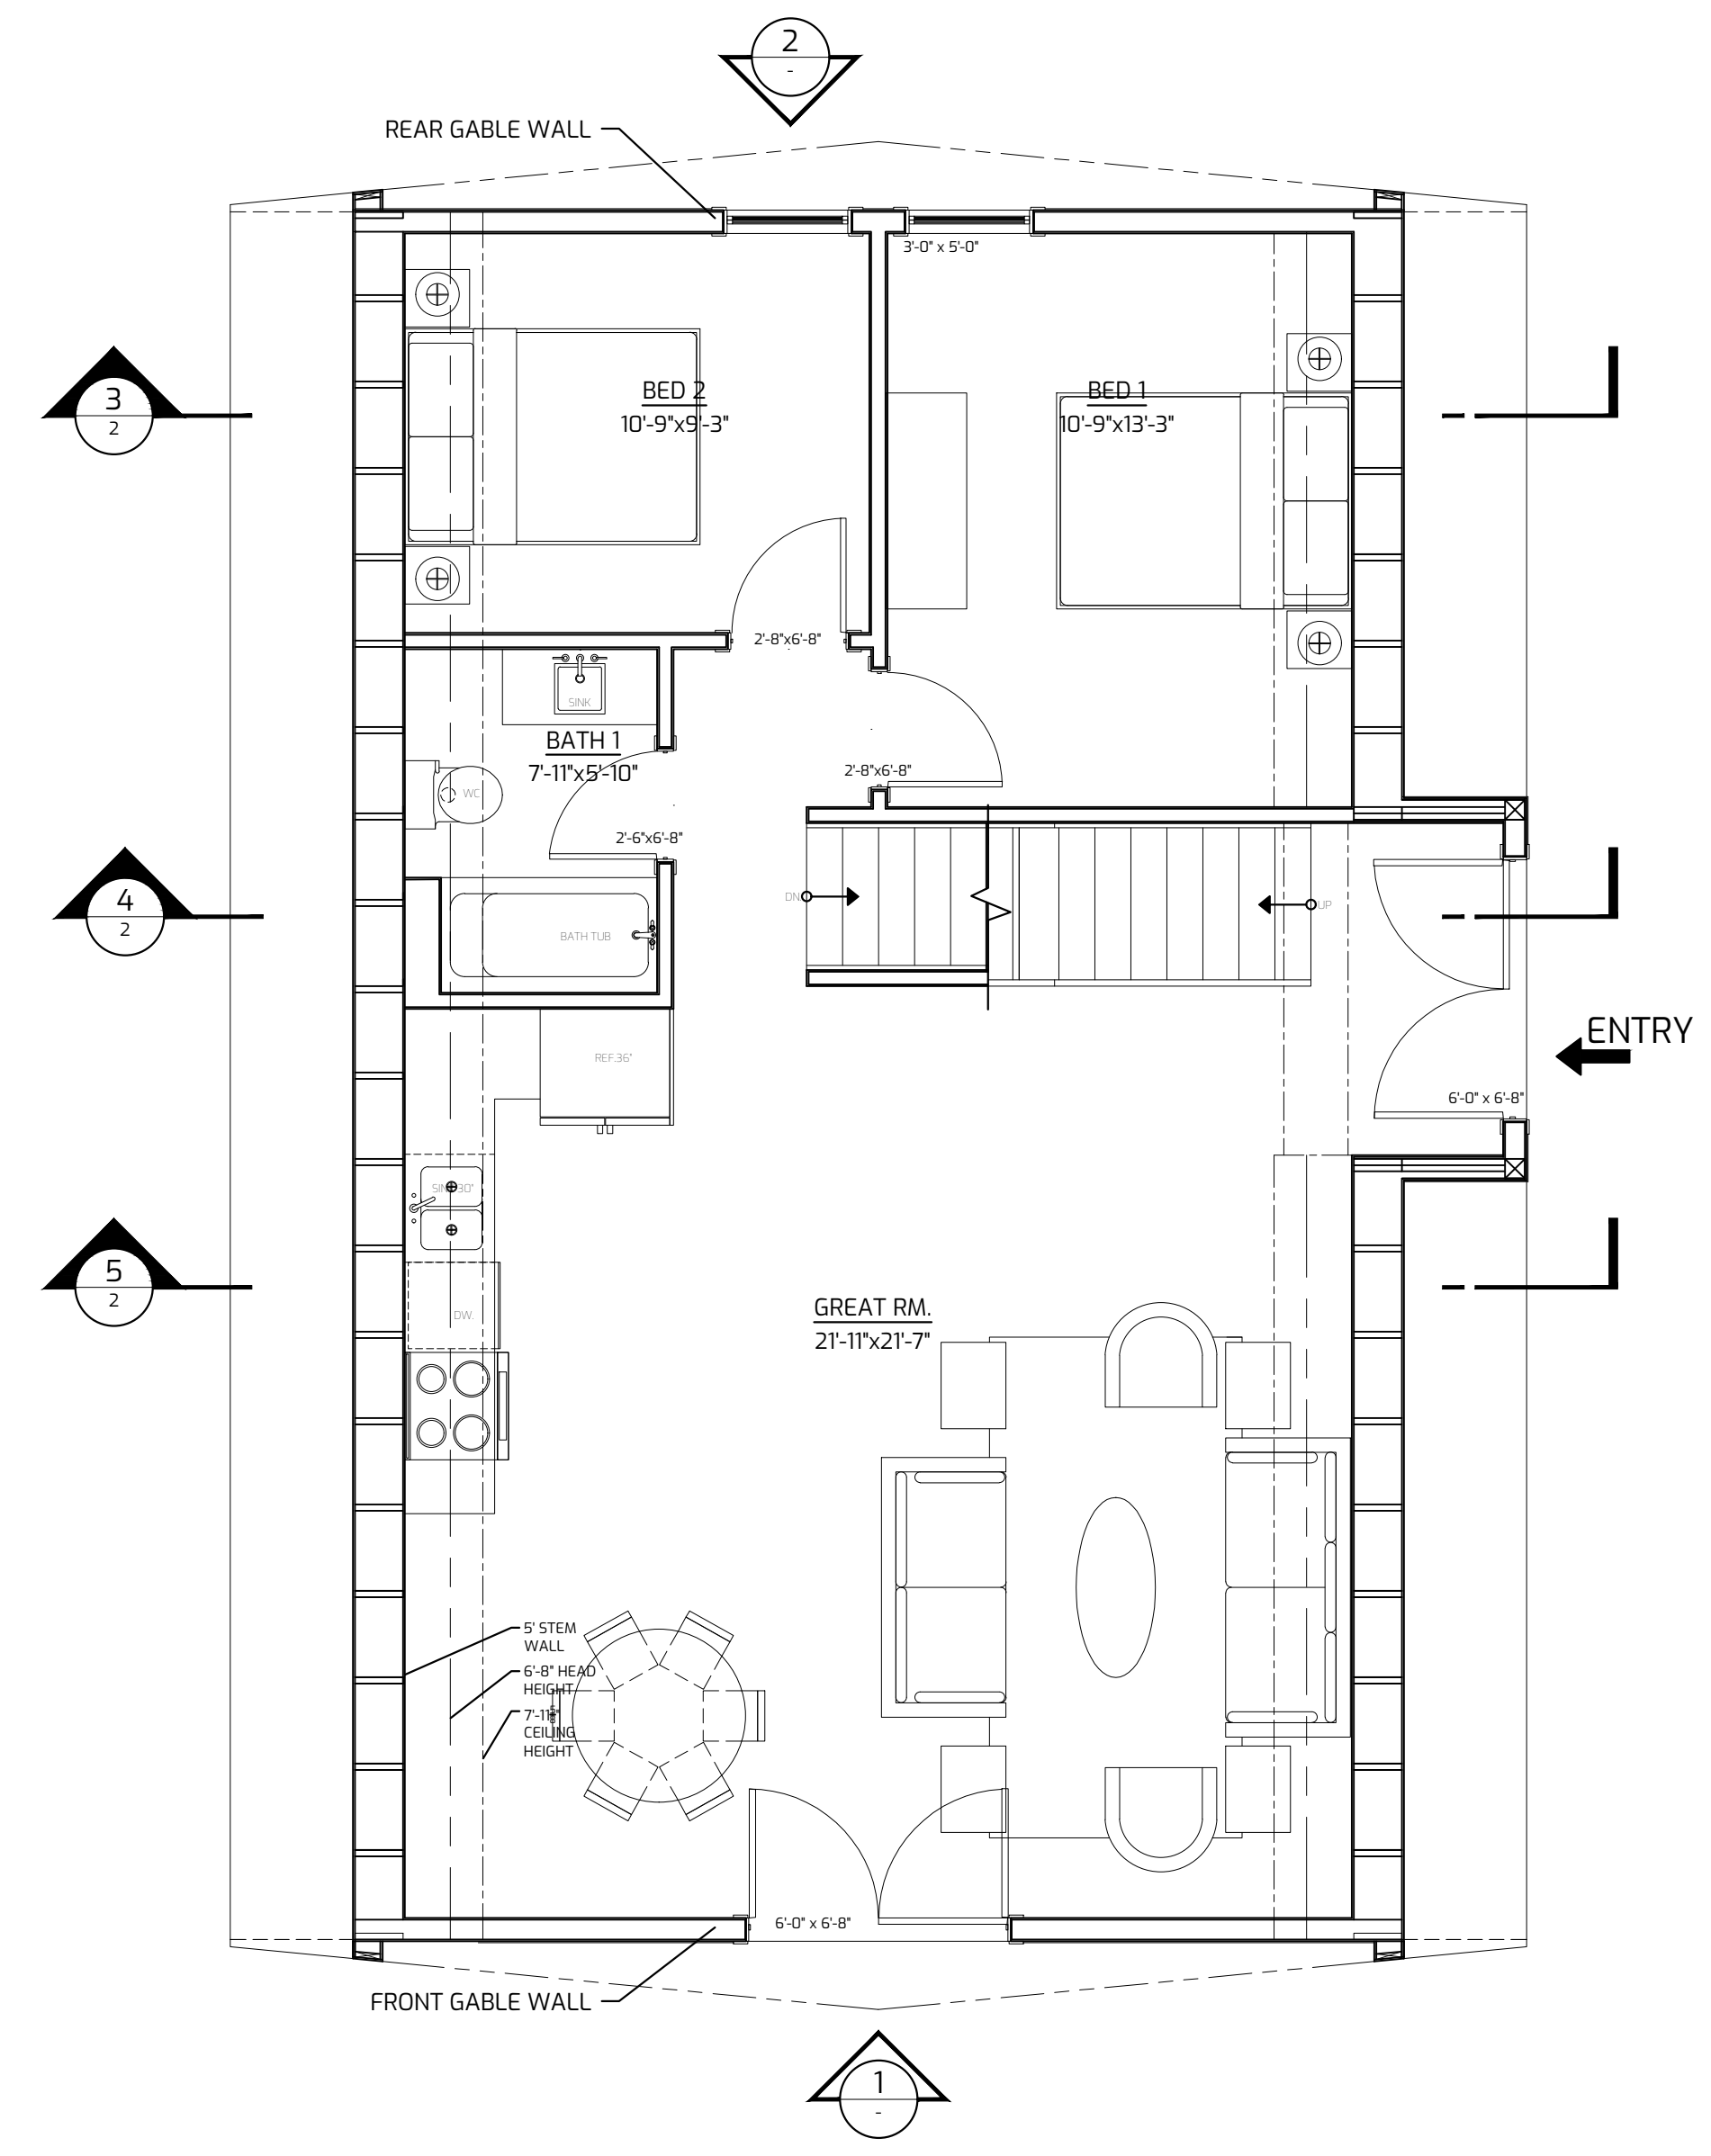 2
-
REAR GABLE WALL
3'-0" x 5'-0"
BED 2
10'-9"x9'-3"
BED 1
10'-9"x13'-3"
3
2
2'-8"x6'-8"
SINK
BATH 1
7'-11"x5'-10"
WC
2'-8"x6'-8"
2'-6"x6'-8"
4
2
DN.
UP
BATH TUB
ENTRY
REF.36"
6'-0" x 6'-8"
SINK 30"
5
2
DW.
GREAT RM.
21'-11"x21'-7"
5' STEM
WALL
6'-8" HEAD
HEIGHT
CEILING
HEIGHT
6'-0" x 6'-8"
FRONT GABLE WALL
1
-